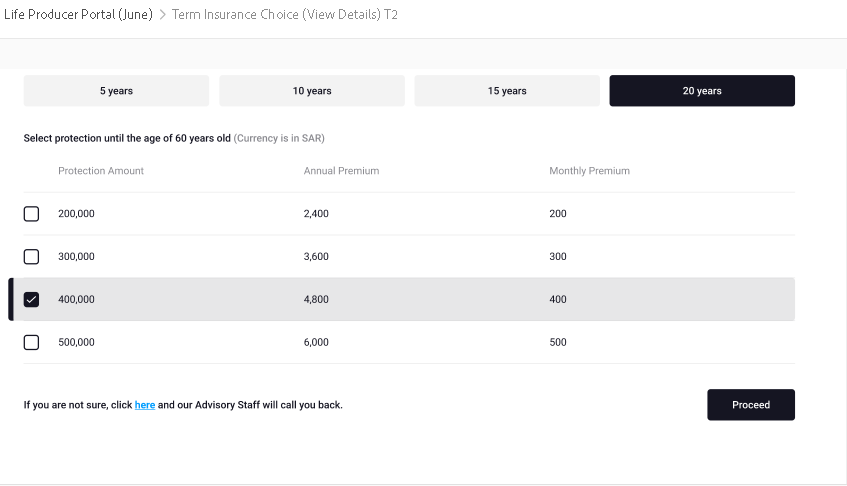 Life Producer Portal (June) > Term Insurance Choice (View Details) T2
5 years 10 years 15 years 20 years
Select protection until the age of 60 years old (Currency is in SAR)
Protection Amount Annual Premium Monthly Premium
200,000 2,400 200
300,000 3,600 300
400,000 4,800 400
500,000 6,000 500
If you are not sure, click here and our Advisory Staff will call you back.
Proceed